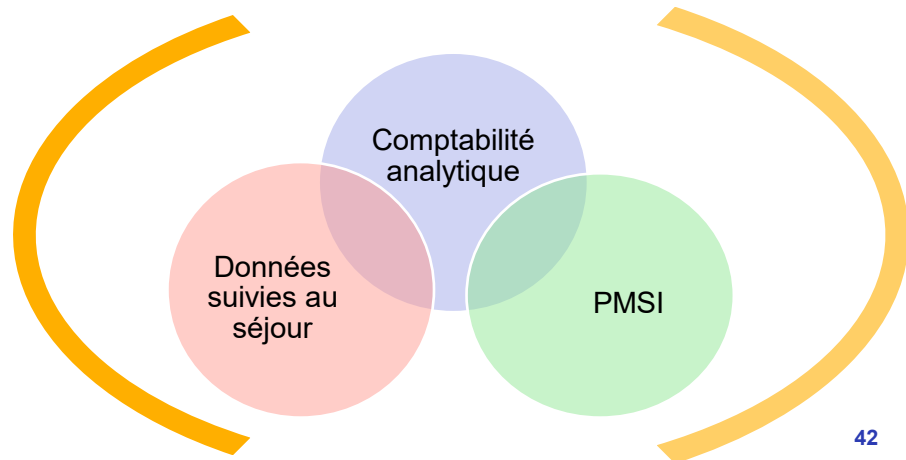 Comptabilité
analytique
Données
suivies au
séjour
PMSI
42